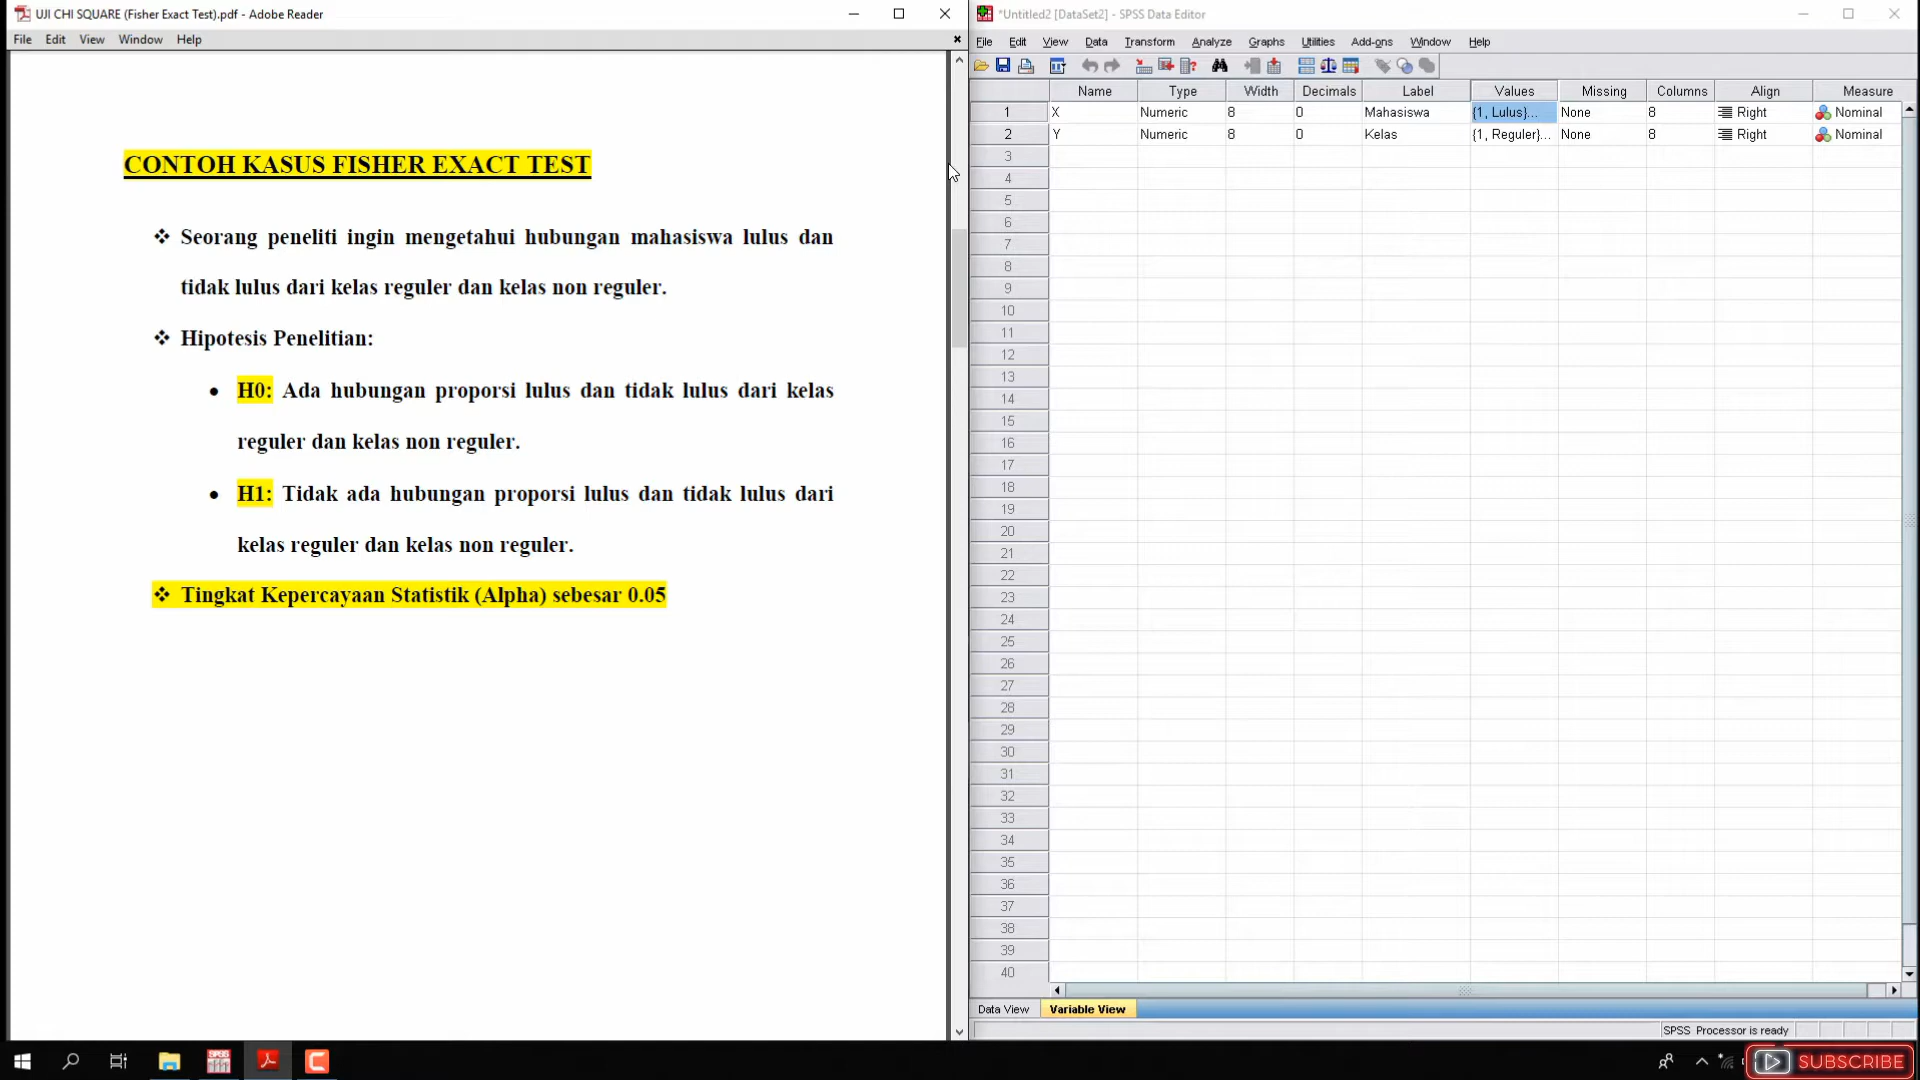 UJI CHI SQUARE (Fisher Exact Test).pdf - Adobe Reader
File Edit View Window Help
CONTOH KASUS FISHER EXACT TEST
❖ Seorang peneliti ingin mengetahui hubungan mahasiswa lulus dan
tidak lulus dari kelas reguler dan kelas non reguler.
❖ Hipotesis Penelitian:
• H0: Ada hubungan proporsi lulus dan tidak lulus dari kelas
reguler dan kelas non reguler.
• H1: Tidak ada hubungan proporsi lulus dan tidak lulus dari
kelas reguler dan kelas non reguler.
❖ Tingkat Kepercayaan Statistik (Alpha) sebesar 0.05
*Untitled2 [DataSet2] - SPSS Data Editor
File Edit View Data Transform Analyze Graphs Utilities Add-ons Window Help
Name Type Width Decimals Label Values Missing Columns Align Measure
1 X Numeric 8 0 Mahasiswa {1, Lulus}... None 8 Right Nominal
2 Y Numeric 8 0 Kelas {1, Reguler}... None 8 Right Nominal
3
4
5
6
7
8
9
10
11
12
13
14
15
16
17
18
19
20
21
22
23
24
25
26
27
28
29
30
31
32
33
34
35
36
37
38
39
40
Data View Variable View
SPSS Processor is ready
SPSS
SUBSCRIBE